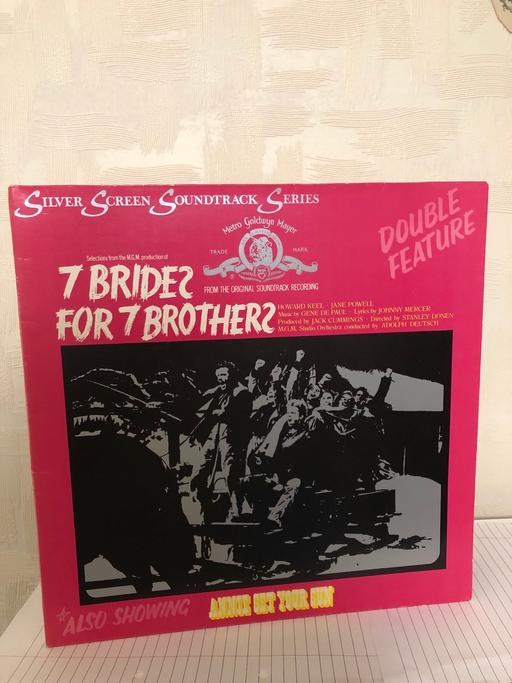 SILVER SCREEN SOUNDTRACK SERIES
DOUBLE
FEATURE
Metro Goldwyn Mayer
TRADE MARK
Selections from the M.G.M. production of
FROM THE ORIGINAL SOUNDTRACK RECORDING
7 BRIDES
FOR 7 BROTHERS
HOWARD KEEL · JANE POWELL
Music by GENE DE PAUL · Lyrics by JOHNNY MERCER
Produced by JACK CUMMINGS · Directed by STANLEY DONEN
M.G.M. Studio Orchestra conducted by ADOLPH DEUTSCH
ALSO SHOWING
ANNIE GET YOUR GUN